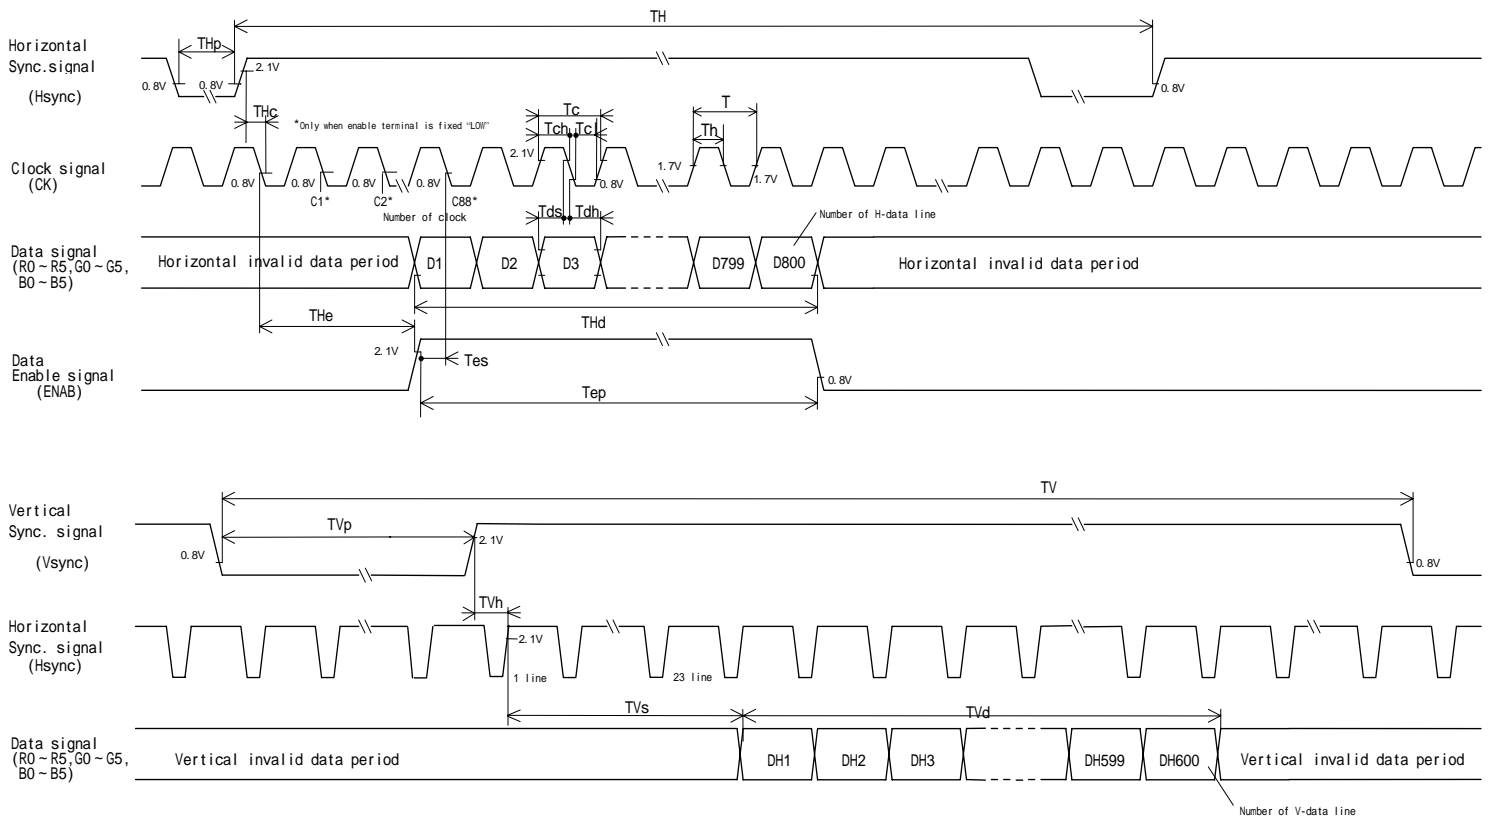 TH
Horizontal
Sync.signal
(Hsync)
THp
0.8V
0.8V
2.1V
0.8V
THc
*Only when enable terminal is fixed “LOW”
Tc
Tch
Tcl
T
Th
Clock signal
(CK)
2.1V
0.8V
0.8V
0.8V
0.8V
0.8V
1.7V
1.7V
C1*
C2*
C88*
Number of clock
Tds
Tdh
Number of H-data line
Data signal
(R0~R5,G0~G5,
B0~B5)
Horizontal invalid data period
D1
D2
D3
D799
D800
Horizontal invalid data period
THe
THd
2.1V
Tes
Data
Enable signal
(ENAB)
0.8V
Tep
TV
Vertical
Sync. signal
(Vsync)
TVp
0.8V
2.1V
0.8V
TVh
Horizontal
Sync. signal
(Hsync)
2.1V
1 line
23 line
TVs
TVd
Data signal
(R0~R5,G0~G5,
B0~B5)
Vertical invalid data period
DH1
DH2
DH3
DH599
DH600
Vertical invalid data period
Number of V-data line